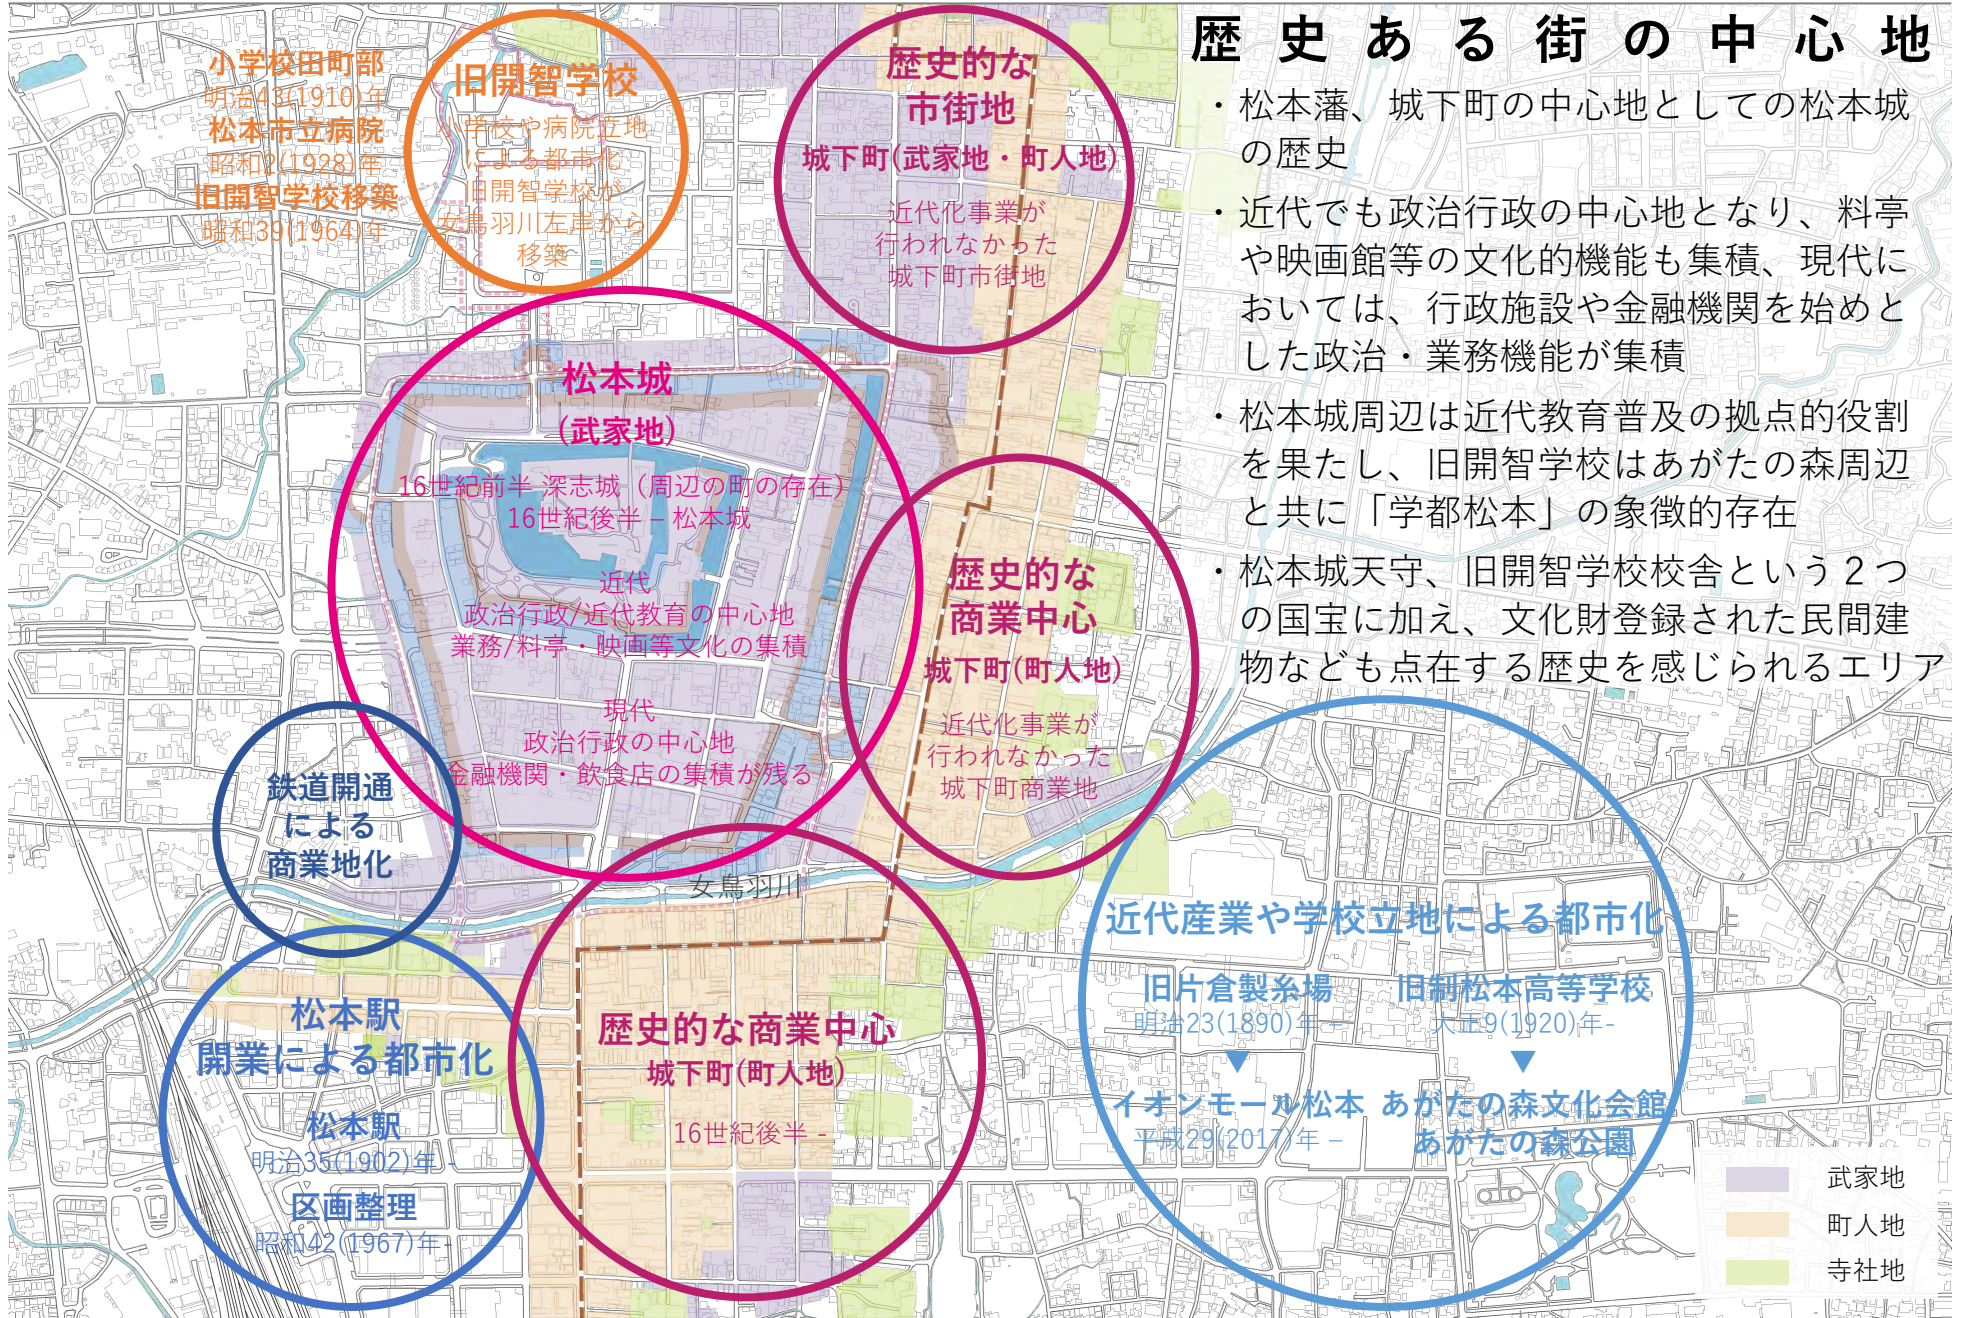 歴史ある街の中心地
・松本藩、城下町の中心地としての松本城
の歴史
・近代でも政治行政の中心地となり、料亭
や映画館等の文化的機能も集積、現代に
おいては、行政施設や金融機関を始めと
した政治・業務機能が集積
・松本城周辺は近代教育普及の拠点的役割
を果たし、旧開智学校はあがたの森周辺
と共に「学都松本」の象徴的存在
・松本城天守、旧開智学校校舎という２つ
の国宝に加え、文化財登録された民間建
物なども点在する歴史を感じられるエリア
小学校田町部
明治43(1910)年
松本市立病院
昭和2(1928)年
旧開智学校移築
昭和39(1964)年
旧開智学校
小学校や病院立地
による都市化
旧開智学校が
女鳥羽川左岸から
移築
歴史的な
市街地
城下町(武家地・町人地)
近代化事業が
行われなかった
城下町市街地
松本城
(武家地)
16世紀前半 深志城（周辺の町の存在）
16世紀後半 – 松本城
近代
政治行政/近代教育の中心地
業務/料亭・映画等文化の集積
現代
政治行政の中心地
金融機関・飲食店の集積が残る
歴史的な
商業中心
城下町(町人地)
近代化事業が
行われなかった
城下町商業地
鉄道開通
による
商業地化
女鳥羽川
松本駅
開業による都市化
松本駅
明治35(1902)年 -
区画整理
昭和42(1967)年-
歴史的な商業中心
城下町(町人地)
16世紀後半 -
近代産業や学校立地による都市化
旧片倉製糸場
明治23(1890)年 –
イオンモール松本
平成29(2017)年 –
旧制松本高等学校
大正9(1920)年-
あがたの森文化会館
あがたの森公園
武家地
町人地
寺社地